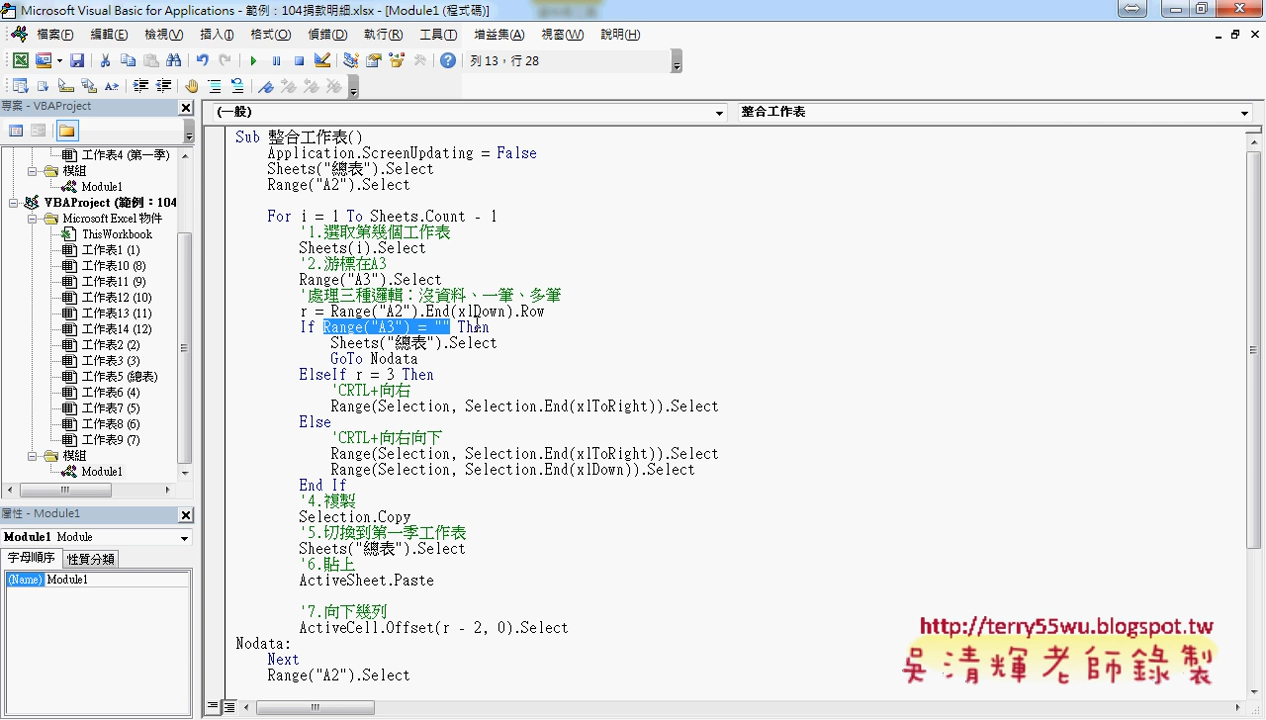 Microsoft Visual Basic for Applications - 範例：104捐款明細.xlsx - [Module1 (程式碼)]
檔案(F) 編輯(E) 檢視(V) 插入(I) 格式(O) 偵錯(D) 執行(R) 工具(T) 增益集(A) 視窗(W) 說明(H)
列 13，行 28
專案 - VBAProject
(一般)
整合工作表
工作表4 (第一季)
模組
Module1
VBAProject (範例：104
Microsoft Excel 物件
ThisWorkbook
工作表1 (1)
工作表10 (8)
工作表11 (9)
工作表12 (10)
工作表13 (11)
工作表14 (12)
工作表2 (2)
工作表3 (3)
工作表5 (總表)
工作表6 (4)
工作表7 (5)
工作表8 (6)
工作表9 (7)
模組
Module1
屬性 - Module1
Module1 Module
字母順序 性質分類
(Name) Module1
Sub 整合工作表()
Application.ScreenUpdating = False
Sheets("總表").Select
Range("A2").Select
For i = 1 To Sheets.Count - 1
'1.選取第幾個工作表
Sheets(i).Select
'2.游標在A3
Range("A3").Select
'處理三種邏輯：沒資料、一筆、多筆
r = Range("A2").End(xlDown).Row
If Range("A3") = "" Then
Sheets("總表").Select
GoTo Nodata
ElseIf r = 3 Then
'CRTL+向右
Range(Selection, Selection.End(xlToRight)).Select
Else
'CRTL+向右向下
Range(Selection, Selection.End(xlToRight)).Select
Range(Selection, Selection.End(xlDown)).Select
End If
'4.複製
Selection.Copy
'5.切換到第一季工作表
Sheets("總表").Select
'6.貼上
ActiveSheet.Paste
'7.向下幾列
ActiveCell.Offset(r - 2, 0).Select
Nodata:
Next
Range("A2").Select
http://terry55wu.blogspot.tw
吳清輝老師錄製